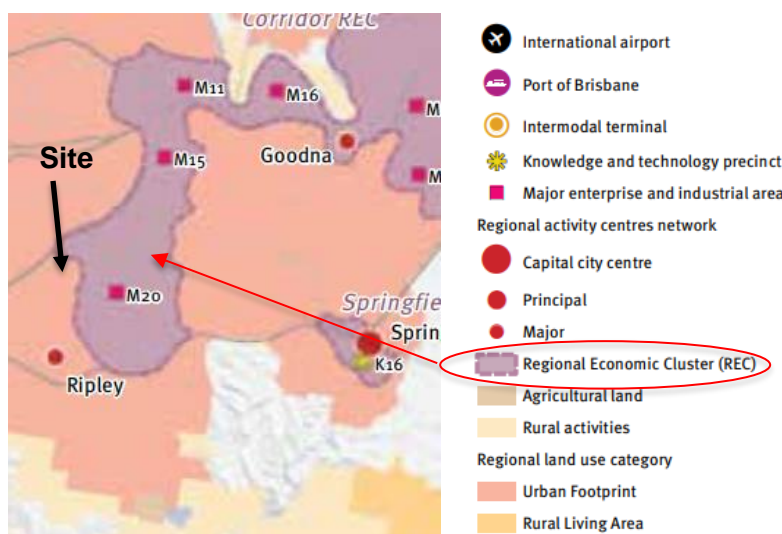 Corridor REC
M11
M16
M
Goodna
M15
Site
M
M20
Springfie
Sprin
K16
Ripley
International airport
Port of Brisbane
Intermodal terminal
Knowledge and technology precinct
Major enterprise and industrial area
Regional activity centres network
Capital city centre
Principal
Major
Regional Economic Cluster (REC)
Agricultural land
Rural activities
Regional land use category
Urban Footprint
Rural Living Area